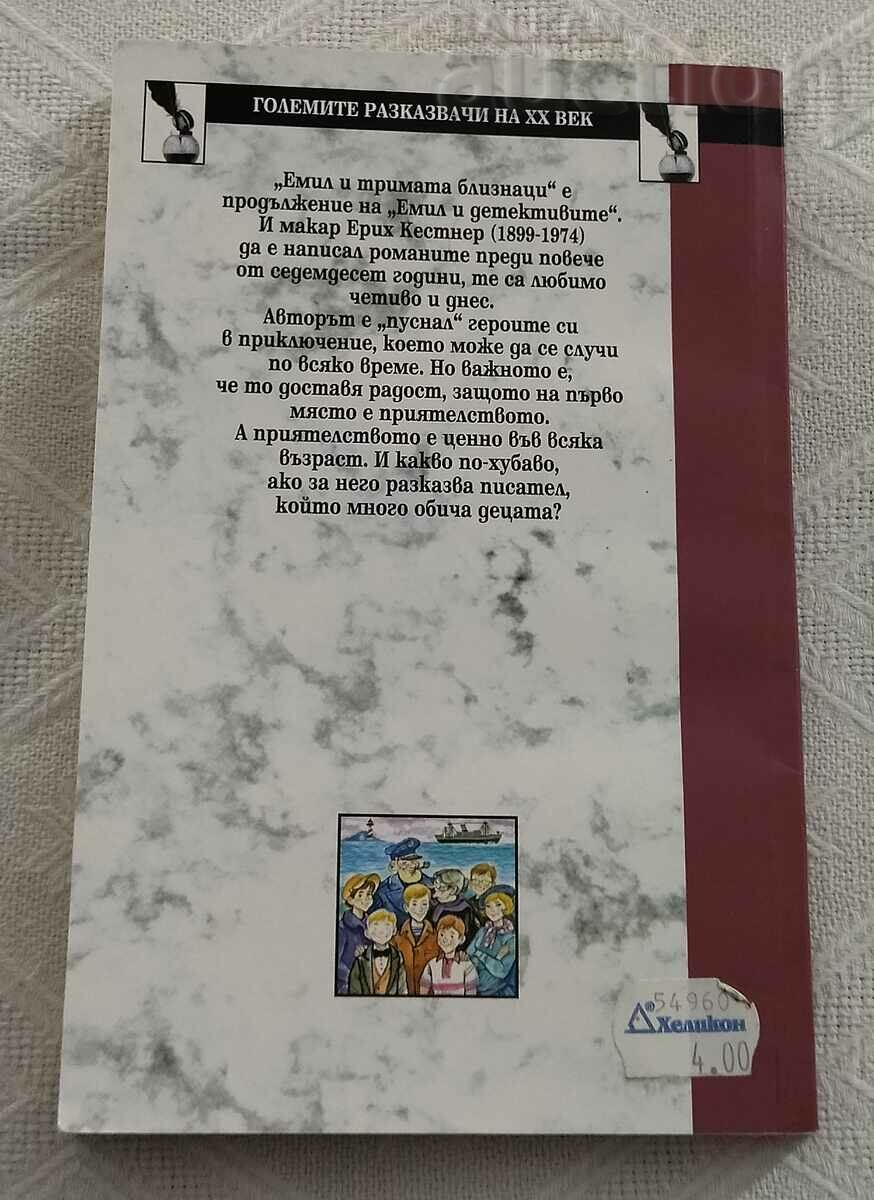 ГОЛЕМИТЕ РАЗКАЗВАЧИ НА XX ВЕК
„Емил и тримата близнаци“ е
продължение на „Емил и детективите“.
И макар Ерих Кестнер (1899-1974)
да е написал романите преди повече
от седемдесет години, те са любимо
четиво и днес.
Авторът е „пуснал“ героите си
в приключение, което може да се случи
по всяко време. Но важното е,
че то доставя радост, защото на първо
място е приятелството.
А приятелството е ценно във всяка
възраст. И какво по-хубаво,
ако за него разказва писател,
който много обича децата?
54960
Хеликон
4.00